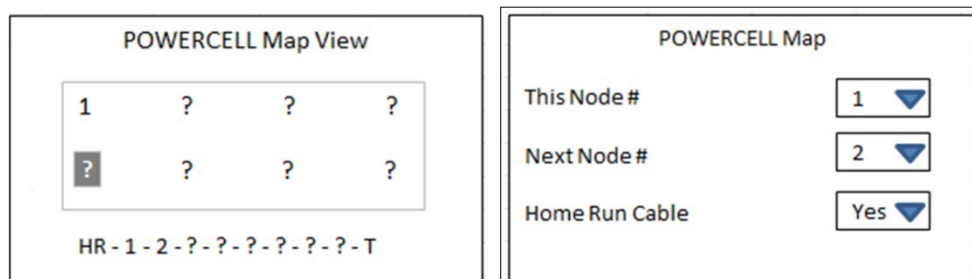 POWERCELL Map View
1 ? ? ?
? ? ? ?
HR - 1 - 2 - ? - ? - ? - ? - ? - ? - T
POWERCELL Map
This Node # 1
Next Node # 2
Home Run Cable Yes